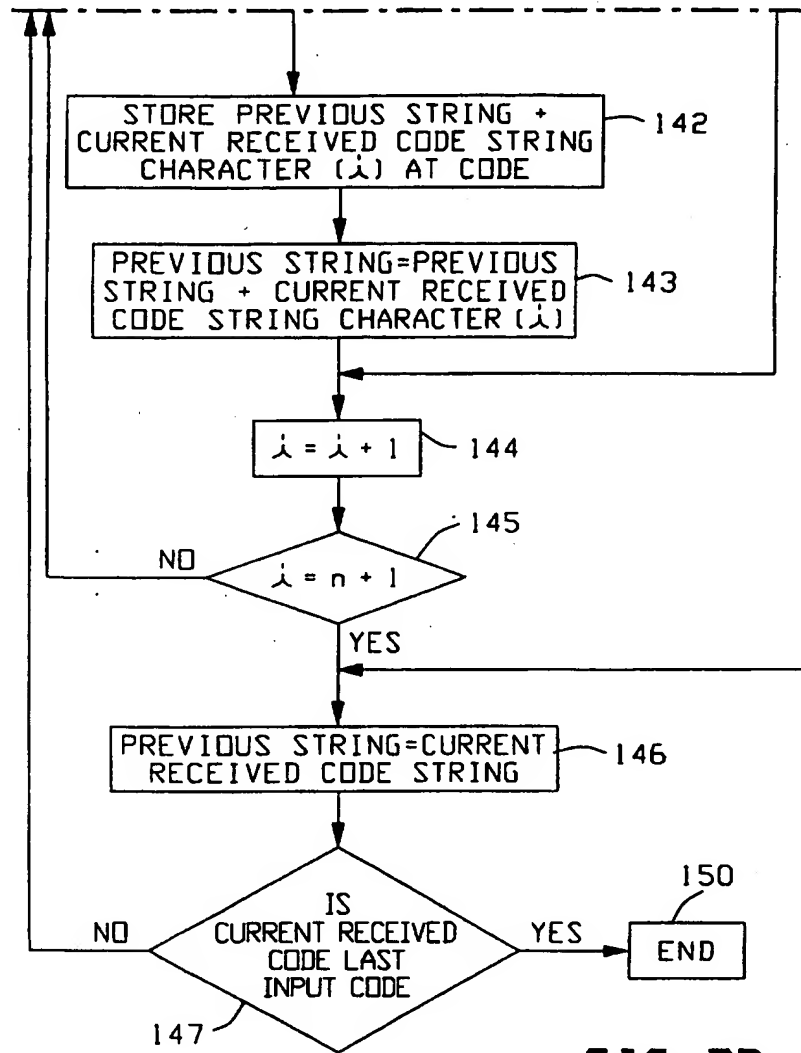 STORE PREVIOUS STRING +
CURRENT RECEIVED CODE STRING
CHARACTER (i) AT CODE
142
PREVIOUS STRING=PREVIOUS
STRING + CURRENT RECEIVED
CODE STRING CHARACTER (i)
143
i = i + 1
144
145
NO
i = n + 1
YES
PREVIOUS STRING=CURRENT
RECEIVED CODE STRING
146
IS
CURRENT RECEIVED
CODE LAST
INPUT CODE
NO
YES
150
END
147